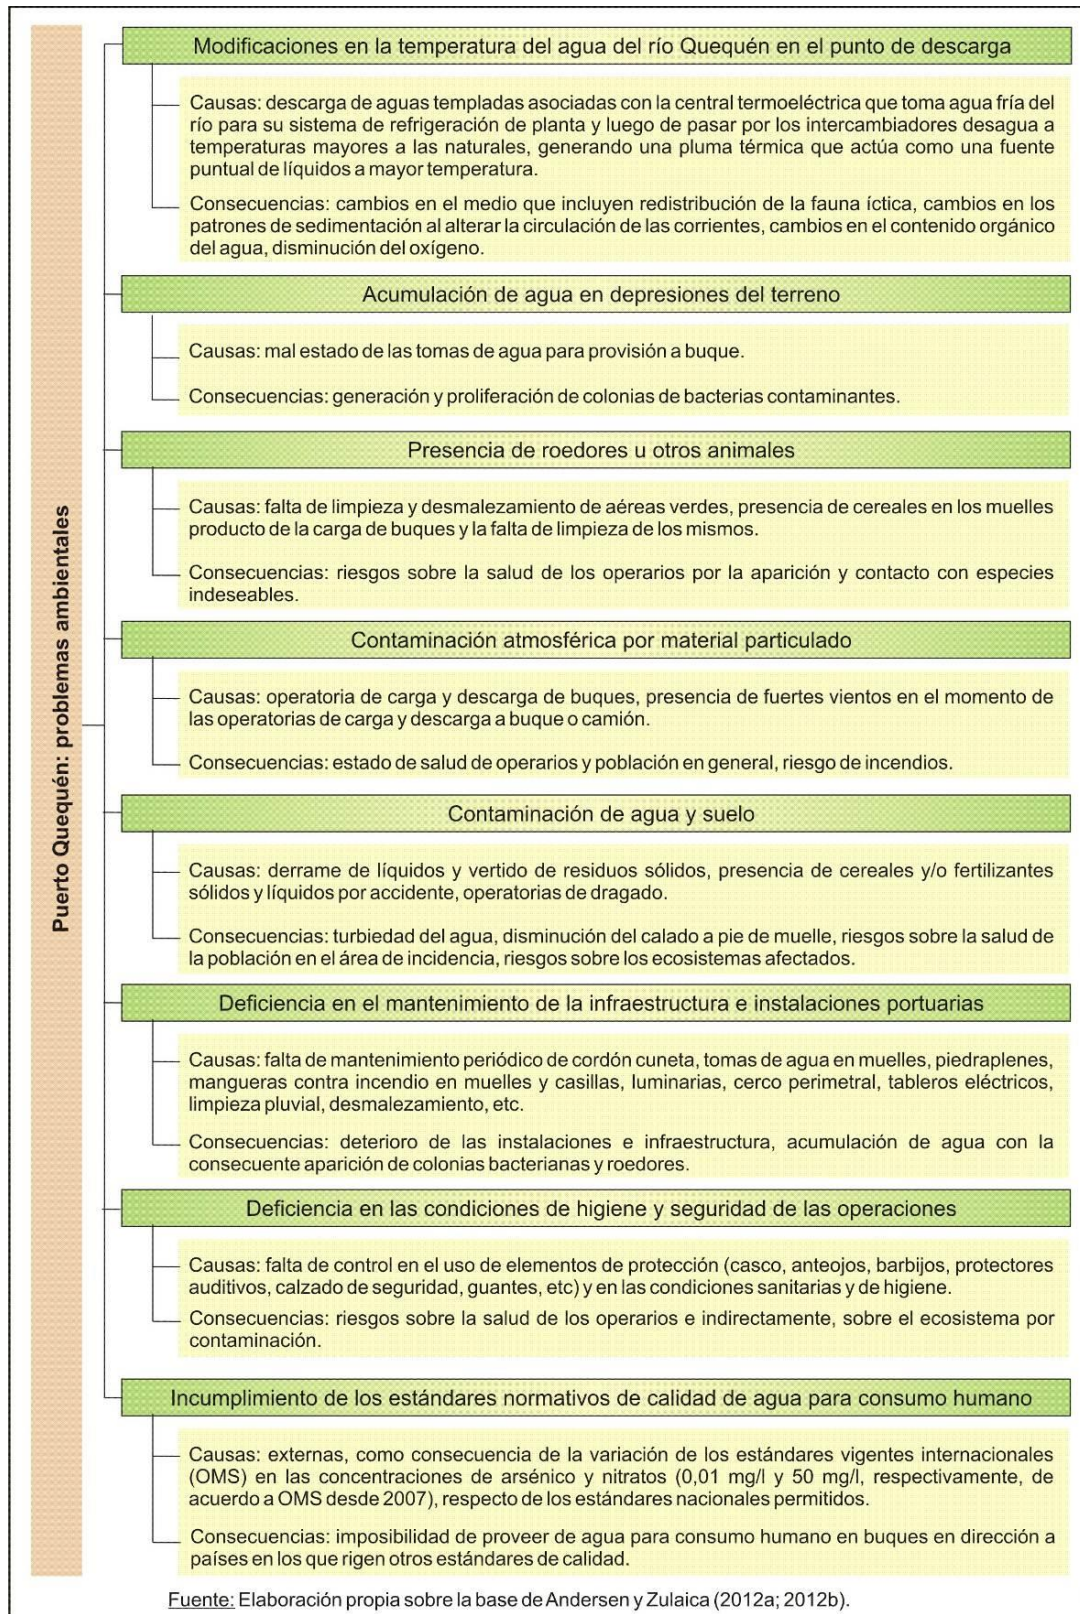 Puerto Quequén: problemas ambientales
Modificaciones en la temperatura del agua del río Quequén en el punto de descarga
Causas: descarga de aguas templadas asociadas con la central termoeléctrica que toma agua fría del
río para su sistema de refrigeración de planta y luego de pasar por los intercambiadores desagua a
temperaturas mayores a las naturales, generando una pluma térmica que actúa como una fuente
puntual de líquidos a mayor temperatura.
Consecuencias: cambios en el medio que incluyen redistribución de la fauna íctica, cambios en los
patrones de sedimentación al alterar la circulación de las corrientes, cambios en el contenido orgánico
del agua, disminución del oxígeno.
Acumulación de agua en depresiones del terreno
Causas: mal estado de las tomas de agua para provisión a buque.
Consecuencias: generación y proliferación de colonias de bacterias contaminantes.
Presencia de roedores u otros animales
Causas: falta de limpieza y desmalezamiento de aéreas verdes, presencia de cereales en los muelles
producto de la carga de buques y la falta de limpieza de los mismos.
Consecuencias: riesgos sobre la salud de los operarios por la aparición y contacto con especies
indeseables.
Contaminación atmosférica por material particulado
Causas: operatoria de carga y descarga de buques, presencia de fuertes vientos en el momento de
las operatorias de carga y descarga a buque o camión.
Consecuencias: estado de salud de operarios y población en general, riesgo de incendios.
Contaminación de agua y suelo
Causas: derrame de líquidos y vertido de residuos sólidos, presencia de cereales y/o fertilizantes
sólidos y líquidos por accidente, operatorias de dragado.
Consecuencias: turbiedad del agua, disminución del calado a pie de muelle, riesgos sobre la salud de
la población en el área de incidencia, riesgos sobre los ecosistemas afectados.
Deficiencia en el mantenimiento de la infraestructura e instalaciones portuarias
Causas: falta de mantenimiento periódico de cordón cuneta, tomas de agua en muelles, piedraplenes,
mangueras contra incendio en muelles y casillas, luminarias, cerco perimetral, tableros eléctricos,
limpieza pluvial, desmalezamiento, etc.
Consecuencias: deterioro de las instalaciones e infraestructura, acumulación de agua con la
consecuente aparición de colonias bacterianas y roedores.
Deficiencia en las condiciones de higiene y seguridad de las operaciones
Causas: falta de control en el uso de elementos de protección (casco, anteojos, barbijos, protectores
auditivos, calzado de seguridad, guantes, etc) y en las condiciones sanitarias y de higiene.
Consecuencias: riesgos sobre la salud de los operarios e indirectamente, sobre el ecosistema por
contaminación.
Incumplimiento de los estándares normativos de calidad de agua para consumo humano
Causas: externas, como consecuencia de la variación de los estándares vigentes internacionales
(OMS) en las concentraciones de arsénico y nitratos (0,01 mg/l y 50 mg/l, respectivamente, de
acuerdo a OMS desde 2007), respecto de los estándares nacionales permitidos.
Consecuencias: imposibilidad de proveer de agua para consumo humano en buques en dirección a
países en los que rigen otros estándares de calidad.
Fuente: Elaboración propia sobre la base de Andersen y Zulaica (2012a; 2012b).